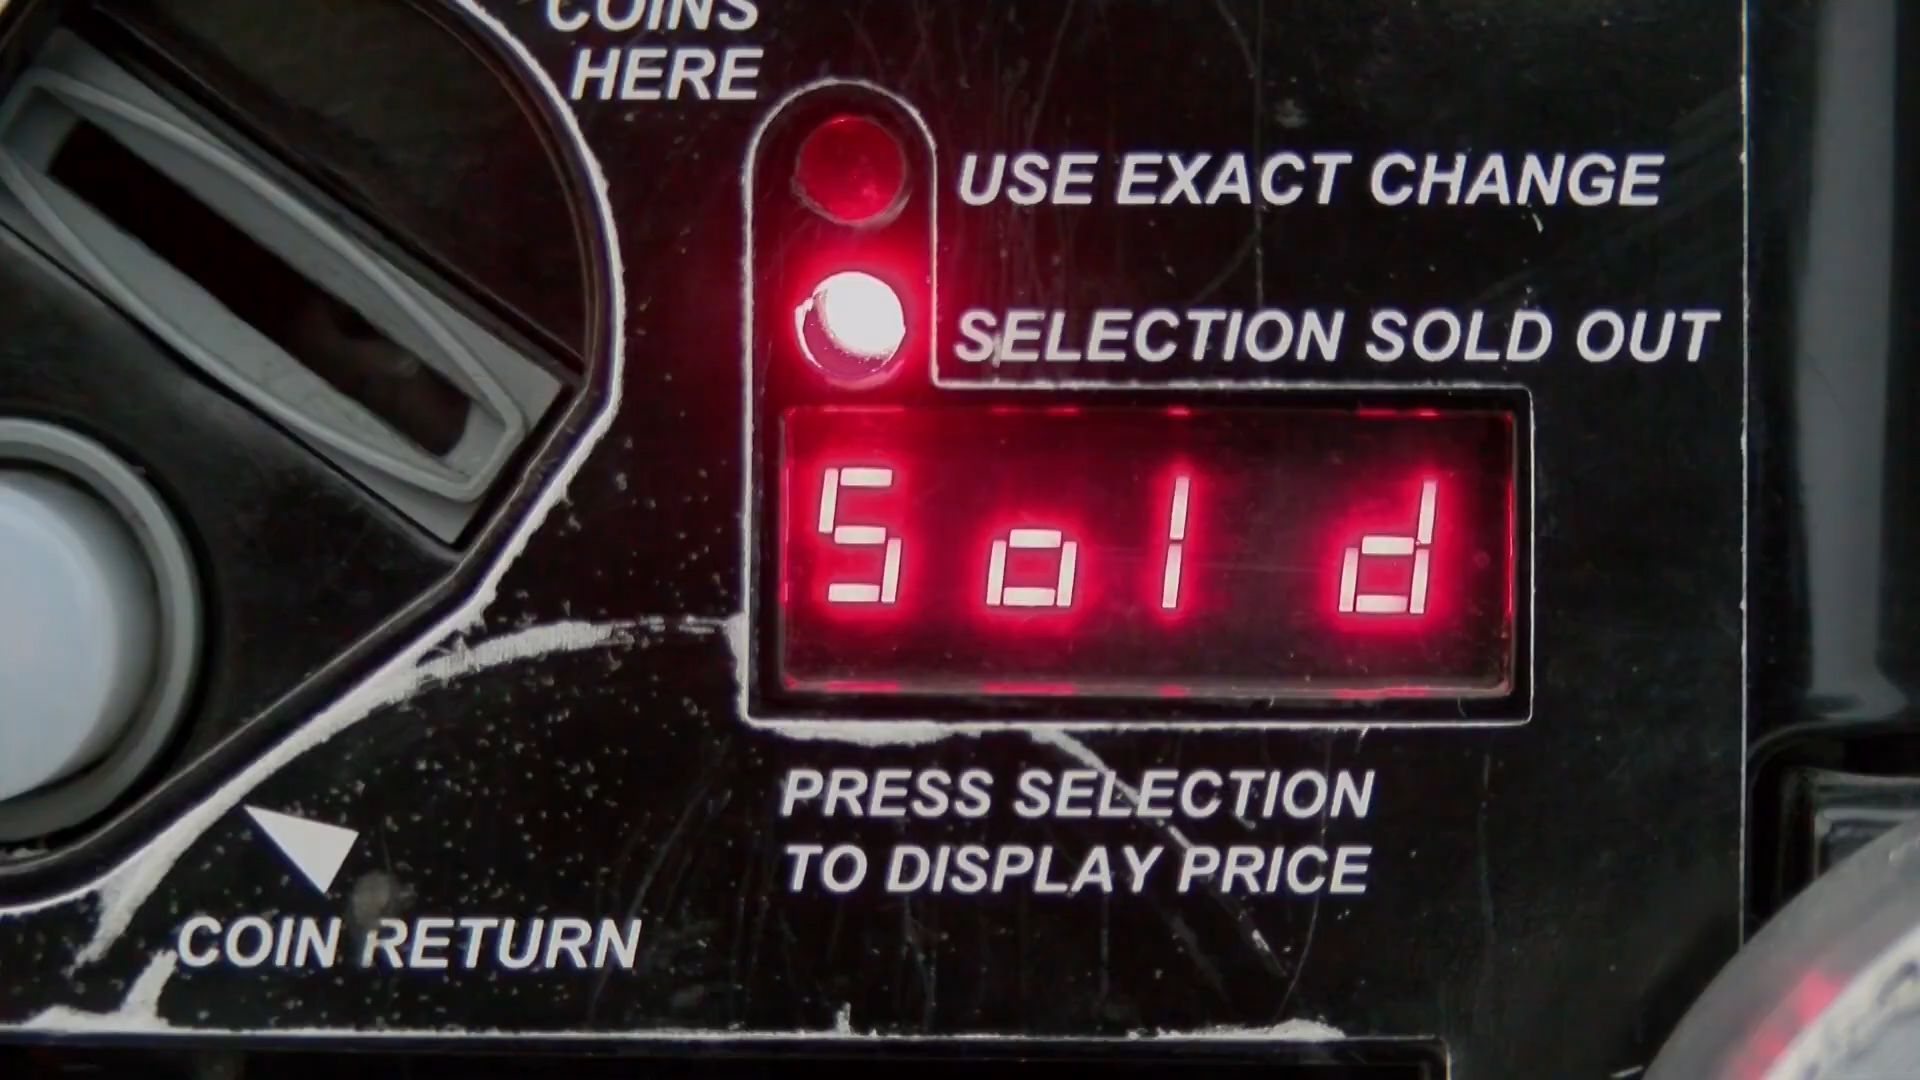 COINS
HERE
USE EXACT CHANGE
SELECTION SOLD OUT
Sold
PRESS SELECTION
TO DISPLAY PRICE
COIN RETURN